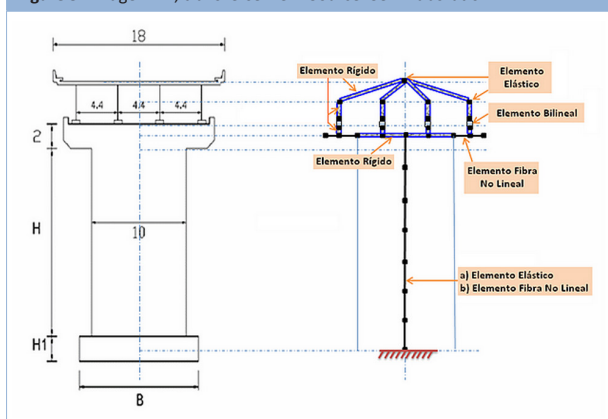 18
4.4
4.4
4.4
2
H
10
H1
B
Elemento Rígido
Elemento
Elástico
Elemento Bilineal
Elemento Rígido
Elemento Fibra
No Lineal
a) Elemento Elástico
b) Elemento Fibra No Lineal